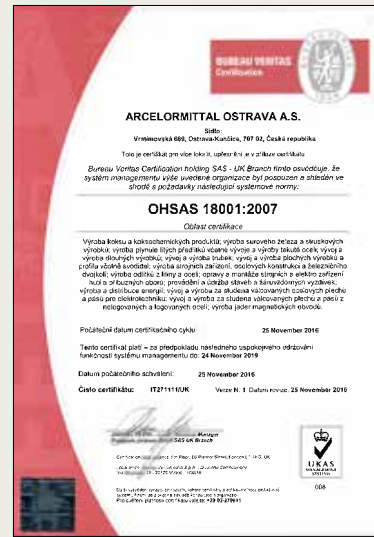 BUREAU VERITAS
Certification
ARCELORMITTAL OSTRAVA A.S.
Sídlo:
Vratimovská 689, Ostrava-Kunčice, 707 02, Česká republika
Toto je certifikát pro více lokalit, upřesnění je v příloze certifikátu
Bureau Veritas Certification holding SAS - UK Branch tímto osvědčuje, že
systém managementu výše uvedené organizace byl posouzen a shledán ve
shodě s požadavky následující systémové normy:
OHSAS 18001:2007
Oblast certifikace
Výroba koksu a koksochemických produktů; výroba surového železa a struskových
výrobků; výroba plynule litých předlitků včetně vývoje a výroby tekuté oceli; vývoj a
výroba dlouhých výrobků; vývoj a výroba trubek; vývoj a výroba plochých výrobků a
profilů včetně svodidel; výroba strojních zařízení, ocelových konstrukcí a železničního
dvojkolí; výroba odlitků z litiny a oceli; opravy a montáže strojních a elektro zařízení
hutí a příbuzných oborů; provádění a údržba staveb a žáruvzdorných vyzdívek;
výroba a distribuce energií; vývoj a výroba za studena válcovaných ocelových plechů
a pásů pro elektrotechniku; vývoj a výroba za studena válcovaných plechů a pásů z
nelegovaných a legovaných ocelí; výroba jader magnetických obvodů.
Počáteční datum certifikačního cyklu 25 November 2016
Tento certifikát platí – za předpokladu následného uspokojivého udržování
funkčnosti systému managementu do: 24 November 2019
Datum počátečního schválení: 25 November 2016
Číslo certifikátu: IT271111/UK Verze N. 1 Datum revize: 25 November 2016
Manager
SAS UK Branch
UKAS
MANAGEMENT
SYSTEMS
008